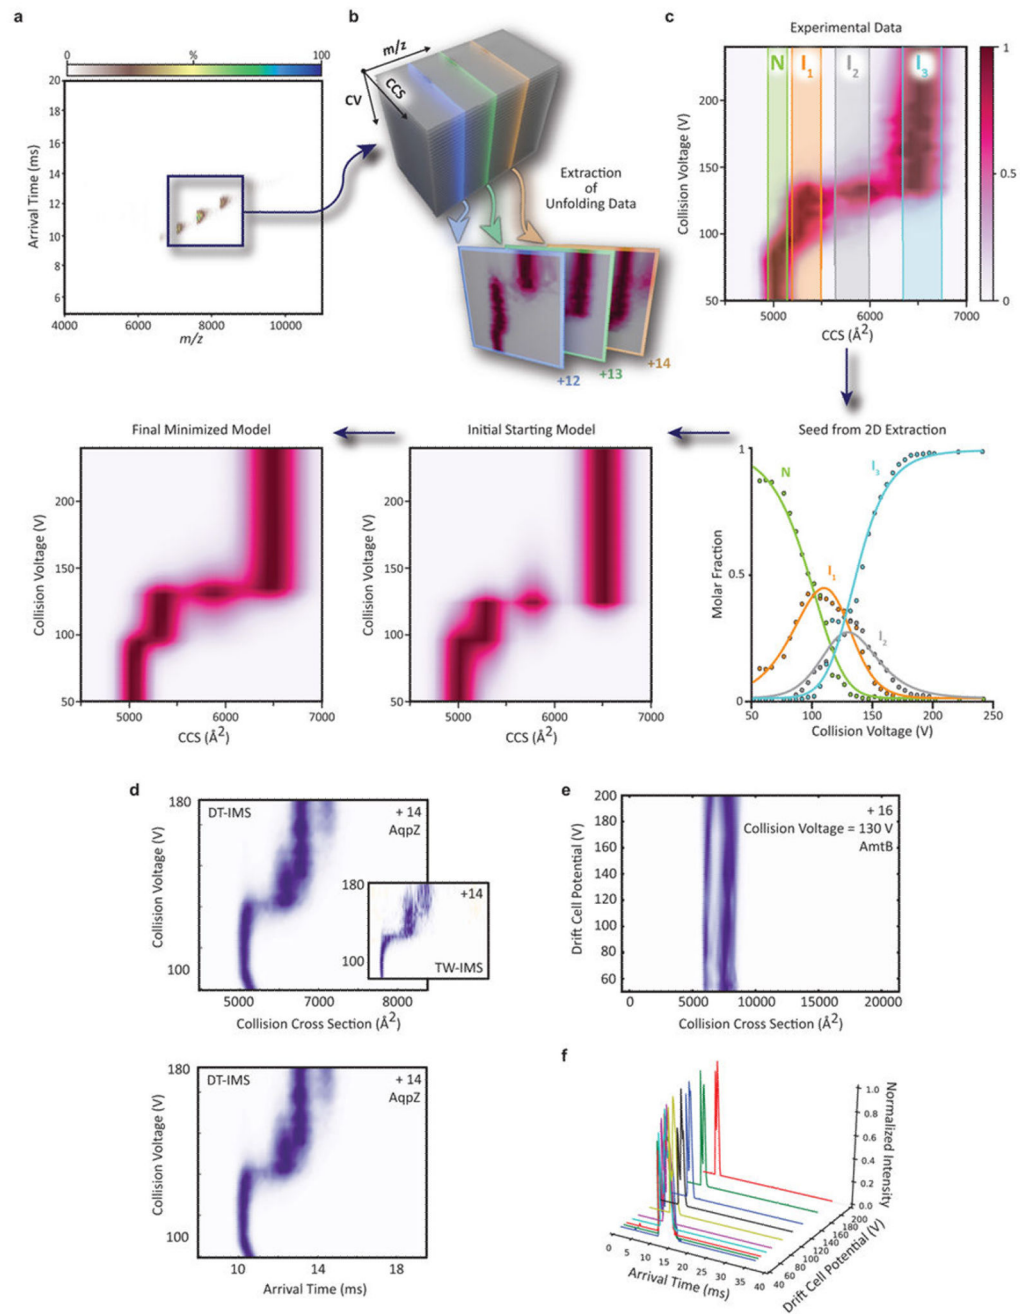 a
0 % 100
20
18
16
14
12
10
8
6
Arrival Time (ms)
4000 6000 8000 10000
m/z
b
m/z
CCS
CV
Extraction
of
Unfolding Data
+12
+13
+14
c
Experimental Data
N I1 I2 I3
200
150
100
50
Collision Voltage (V)
5000 6000 7000
CCS (Å2)
1
0.5
0
Final Minimized Model
200
150
100
50
Collision Voltage (V)
5000 6000 7000
CCS (Å2)
Initial Starting Model
200
150
100
50
Collision Voltage (V)
5000 6000 7000
CCS (Å2)
Seed from 2D Extraction
1
0.5
0
Molar Fraction
N
I1
I2
I3
50 100 150 200 250
Collision Voltage (V)
d
180
100
Collision Voltage (V)
DT-IMS
+ 14
AqpZ
180
100
+14
TW-IMS
5000 7000 8000
Collision Cross Section (Å2)
180
100
Collision Voltage (V)
DT-IMS
+ 14
AqpZ
10 14 18
Arrival Time (ms)
e
200
180
160
140
120
100
80
60
Drift Cell Potential (V)
+ 16
Collision Voltage = 130 V
AmtB
0 5000 10000 15000 20000
Collision Cross Section (Å2)
f
1.0
0.8
0.6
0.4
0.2
0.0
Normalized Intensity
0 5 10 15 20 25 30 35 40
Arrival Time (ms)
40 60 80 100 120 140 160 180 200
Drift Cell Potential (V)